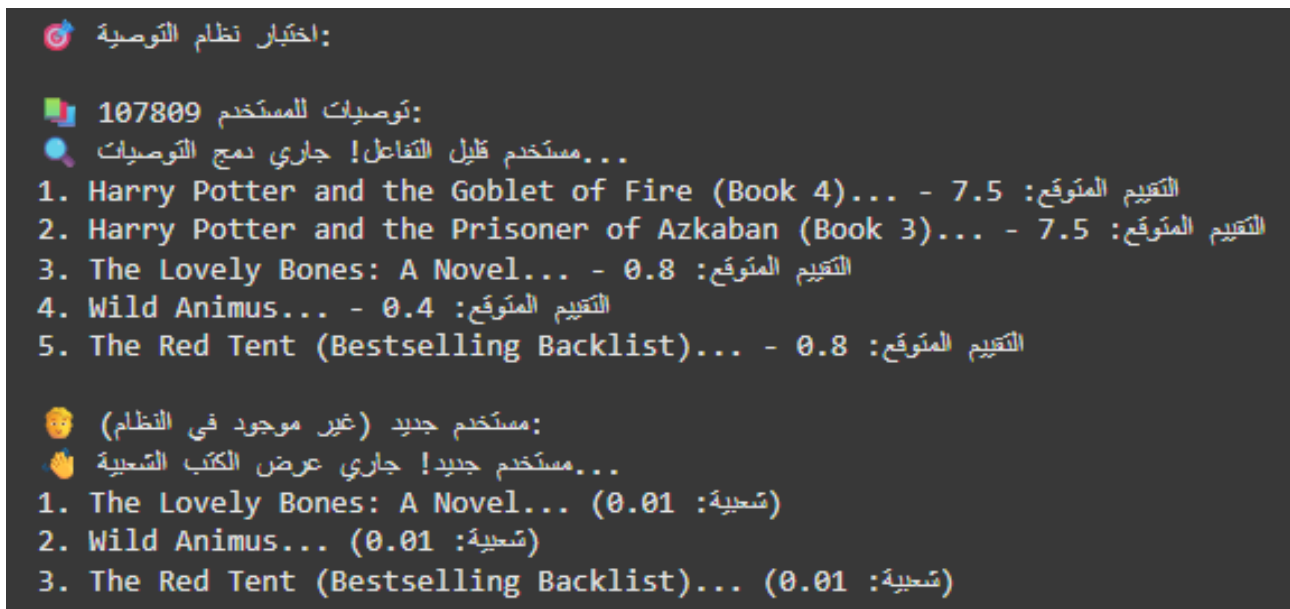 🎯 اختبار نظام التوصية:
📚 توصيات للمستخدم 107809:
🔍 مستخدم قليل التفاعل! جاري دمج التوصيات...
1. Harry Potter and the Goblet of Fire (Book 4)... - التقييم المتوقع: 7.5
2. Harry Potter and the Prisoner of Azkaban (Book 3)... - التقييم المتوقع: 7.5
3. The Lovely Bones: A Novel... - التقييم المتوقع: 0.8
4. Wild Animus... - التقييم المتوقع: 0.4
5. The Red Tent (Bestselling Backlist)... - التقييم المتوقع: 0.8
🧑 مستخدم جديد (غير موجود في النظام):
👋 مستخدم جديد! جاري عرض الكتب الشعبية...
1. The Lovely Bones: A Novel... (شعبية: 0.01)
2. Wild Animus... (شعبية: 0.01)
3. The Red Tent (Bestselling Backlist)... (شعبية: 0.01)